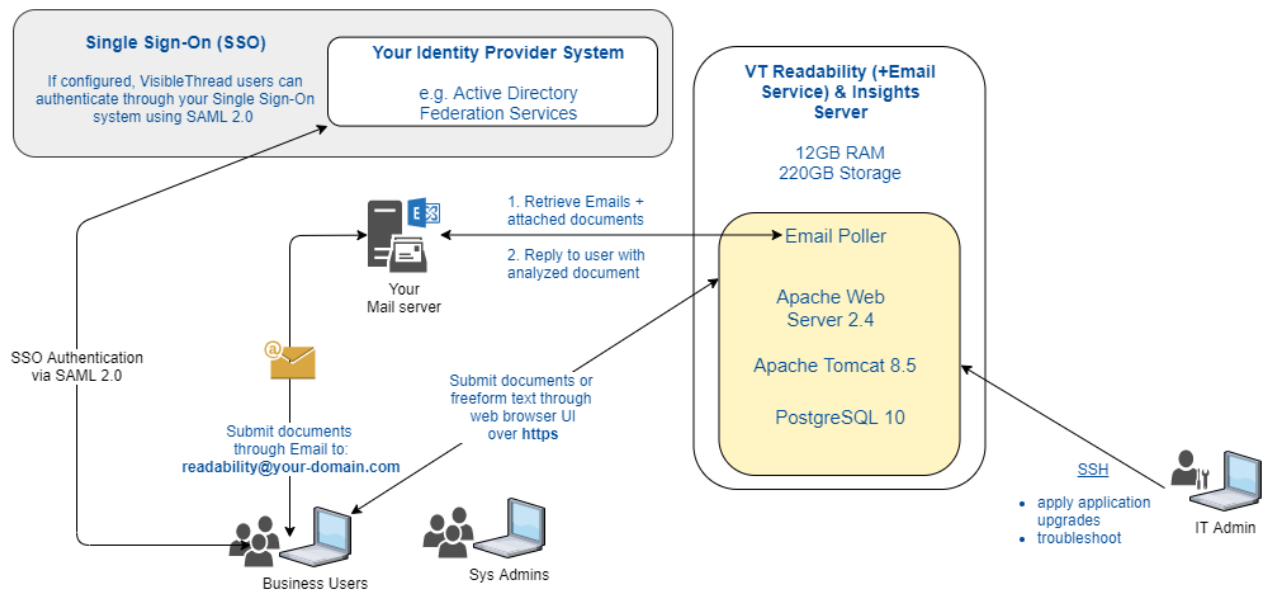 Single Sign-On (SSO)
If configured, VisibleThread users can
authenticate through your Single Sign-On
system using SAML 2.0
Your Identity Provider System
e.g. Active Directory
Federation Services
VT Readability (+Email
Service) & Insights
Server
12GB RAM
220GB Storage
1. Retrieve Emails +
attached documents
2. Reply to user with
analyzed document
E
Your
Mail server
Email Poller
Apache Web
Server 2.4
Apache Tomcat 8.5
PostgreSQL 10
SSO Authentication
via SAML 2.0
@
Submit documents
through Email to:
readability@your-domain.com
Submit documents or
freeform text through
web browser UI
over https
SSH
• apply application
upgrades
• troubleshoot
IT Admin
Business Users
Sys Admins